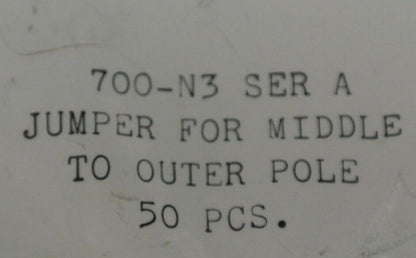 700-N3 SER A
JUMPER FOR MIDDLE
TO OUTER POLE
50 PCS.